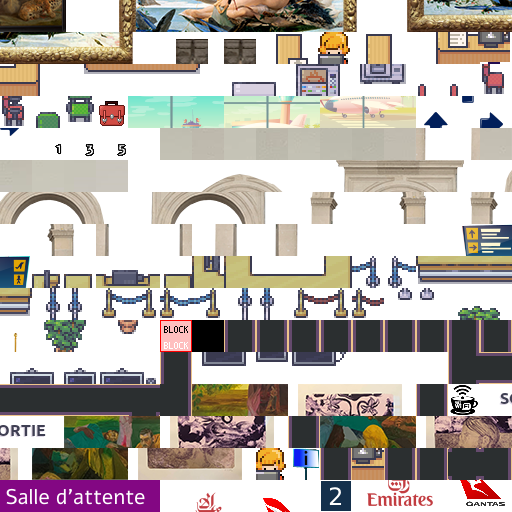 1 3 5
BLOCK
BLOCK
SO
ORTIE
Salle d'attente
2
Emirates
QANTAS